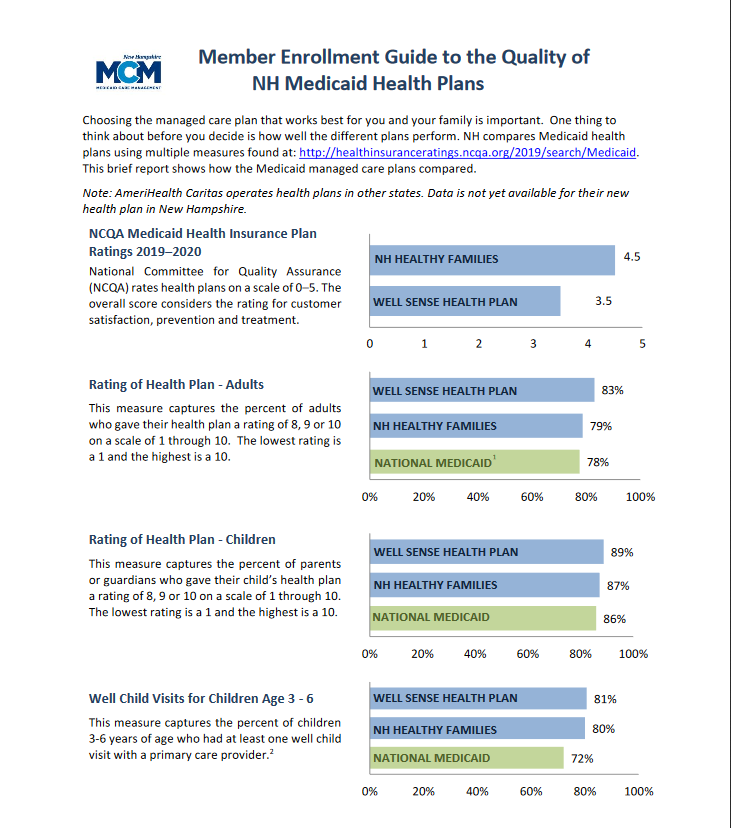 New Hampshire
MCM
MEDICAID CARE MANAGEMENT
Member Enrollment Guide to the Quality of
NH Medicaid Health Plans
Choosing the managed care plan that works best for you and your family is important. One thing to
think about before you decide is how well the different plans perform. NH compares Medicaid health
plans using multiple measures found at: http://healthinsuranceratings.ncqa.org/2019/search/Medicaid.
This brief report shows how the Medicaid managed care plans compared.
Note: AmeriHealth Caritas operates health plans in other states. Data is not yet available for their new
health plan in New Hampshire.
NCQA Medicaid Health Insurance Plan
Ratings 2019–2020
National Committee for Quality Assurance
(NCQA) rates health plans on a scale of 0–5. The
overall score considers the rating for customer
satisfaction, prevention and treatment.
NH HEALTHY FAMILIES 4.5
WELL SENSE HEALTH PLAN 3.5
0 1 2 3 4 5
Rating of Health Plan - Adults
This measure captures the percent of adults
who gave their health plan a rating of 8, 9 or 10
on a scale of 1 through 10. The lowest rating is
a 1 and the highest is a 10.
WELL SENSE HEALTH PLAN 83%
NH HEALTHY FAMILIES 79%
NATIONAL MEDICAID¹ 78%
0% 20% 40% 60% 80% 100%
Rating of Health Plan - Children
This measure captures the percent of parents
or guardians who gave their child's health plan
a rating of 8, 9 or 10 on a scale of 1 through 10.
The lowest rating is a 1 and the highest is a 10.
WELL SENSE HEALTH PLAN 89%
NH HEALTHY FAMILIES 87%
NATIONAL MEDICAID 86%
0% 20% 40% 60% 80% 100%
Well Child Visits for Children Age 3 - 6
This measure captures the percent of children
3-6 years of age who had at least one well child
visit with a primary care provider.²
WELL SENSE HEALTH PLAN 81%
NH HEALTHY FAMILIES 80%
NATIONAL MEDICAID 72%
0% 20% 40% 60% 80% 100%